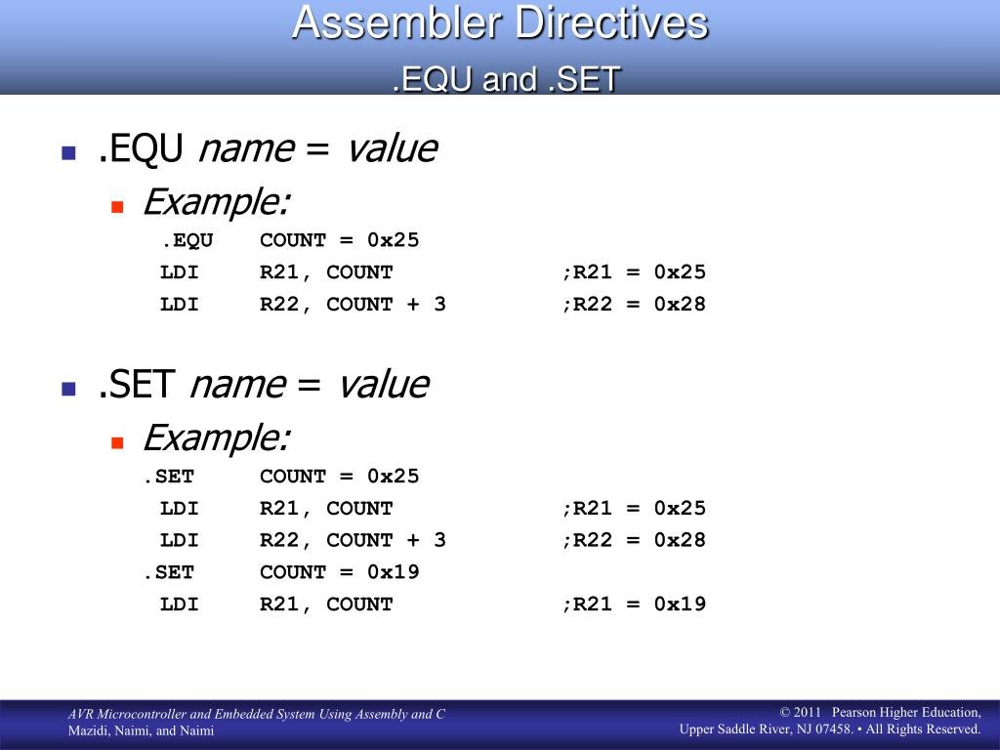 Assembler Directives
.EQU and .SET
.EQU name = value
Example:
.EQU COUNT = 0x25
LDI R21, COUNT ;R21 = 0x25
LDI R22, COUNT + 3 ;R22 = 0x28
.SET name = value
Example:
.SET COUNT = 0x25
LDI R21, COUNT ;R21 = 0x25
LDI R22, COUNT + 3 ;R22 = 0x28
.SET COUNT = 0x19
LDI R21, COUNT ;R21 = 0x19
AVR Microcontroller and Embedded System Using Assembly and C
Mazidi, Naimi, and Naimi
© 2011 Pearson Higher Education,
Upper Saddle River, NJ 07458. • All Rights Reserved.